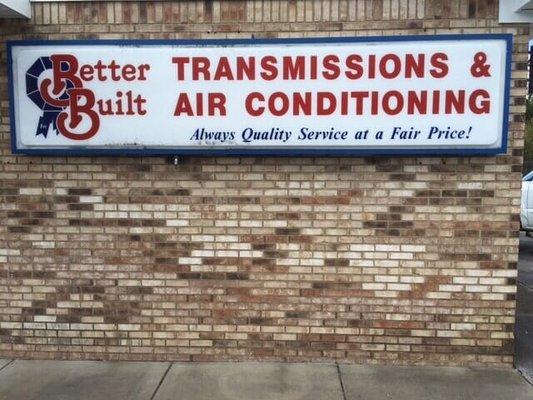 Better Built
TRANSMISSIONS &
AIR CONDITIONING
Always Quality Service at a Fair Price!